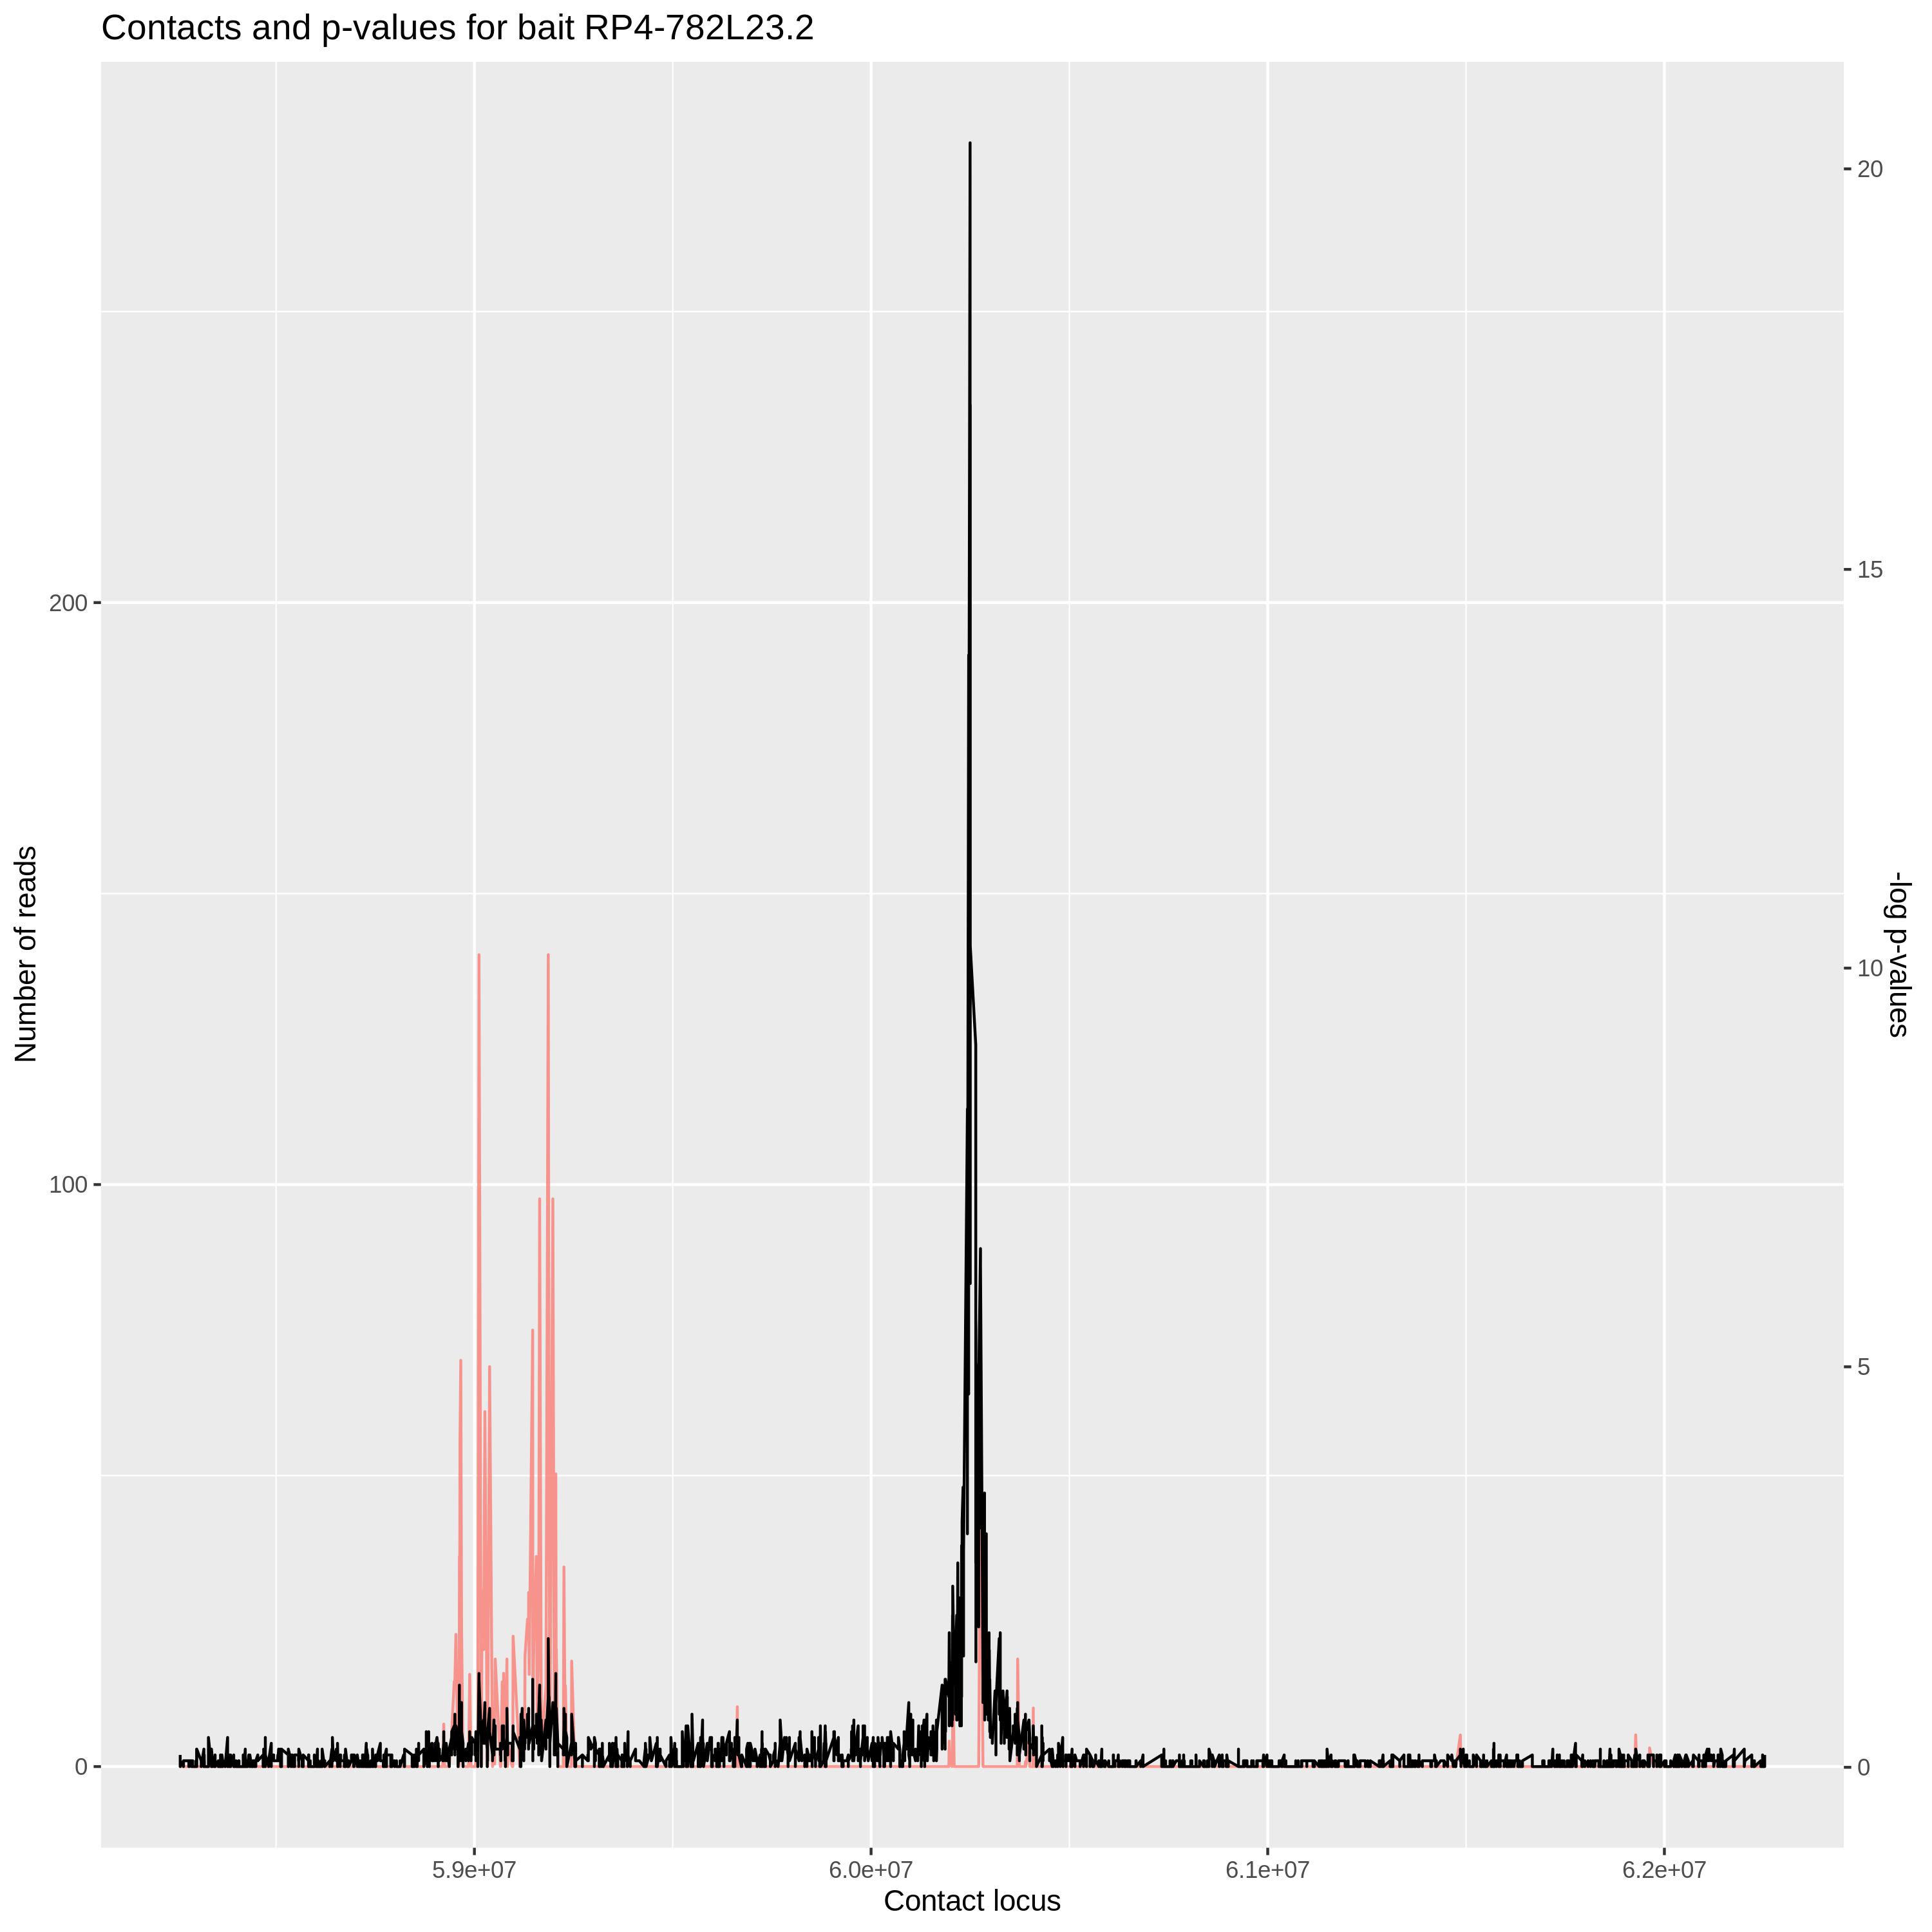 Contacts and p-values for bait RP4-782L23.2
Number of reads
200
100
0
20
15
10
5
0
-log p-values
5.9e+07
6.0e+07
6.1e+07
6.2e+07
Contact locus